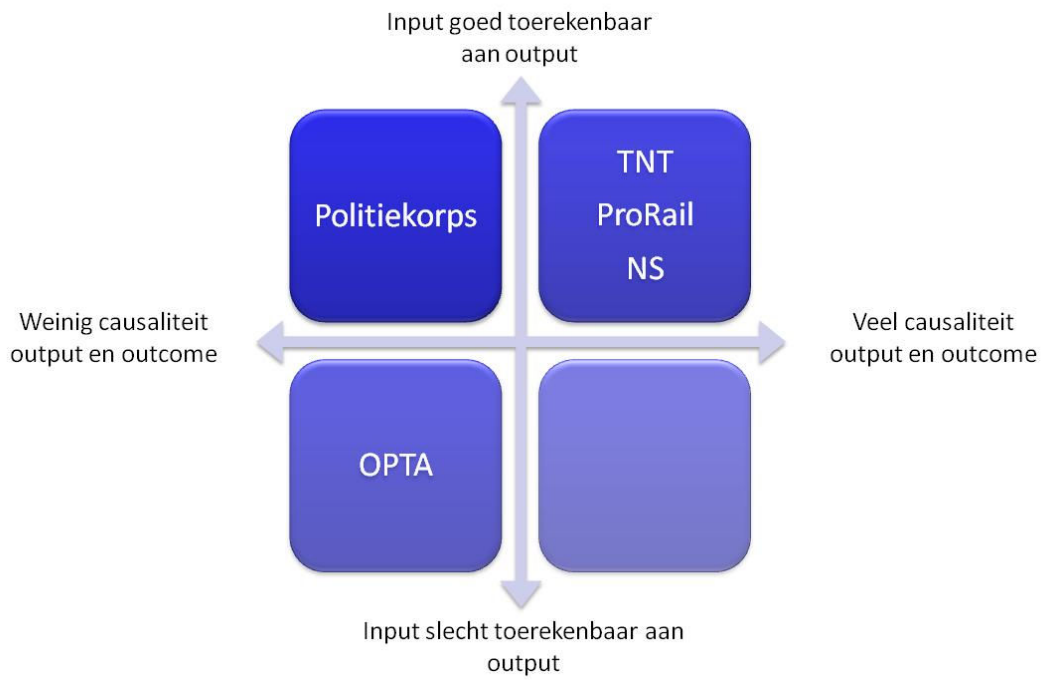 Input goed toerekenbaar
aan output
Politiekorps
TNT
ProRail
NS
Weinig causaliteit
output en outcome
Veel causaliteit
output en outcome
OPTA
Input slecht toerekenbaar aan
output